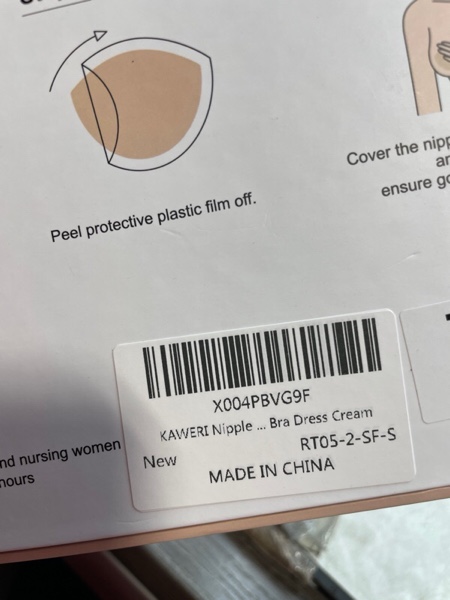 Peel protective plastic film off.
Cover the nipp
ar
ensure go
X004PBVG9F
KAWERI Nipple ... Bra Dress Cream
New
RT05-2-SF-S
MADE IN CHINA
nd nursing women
hours